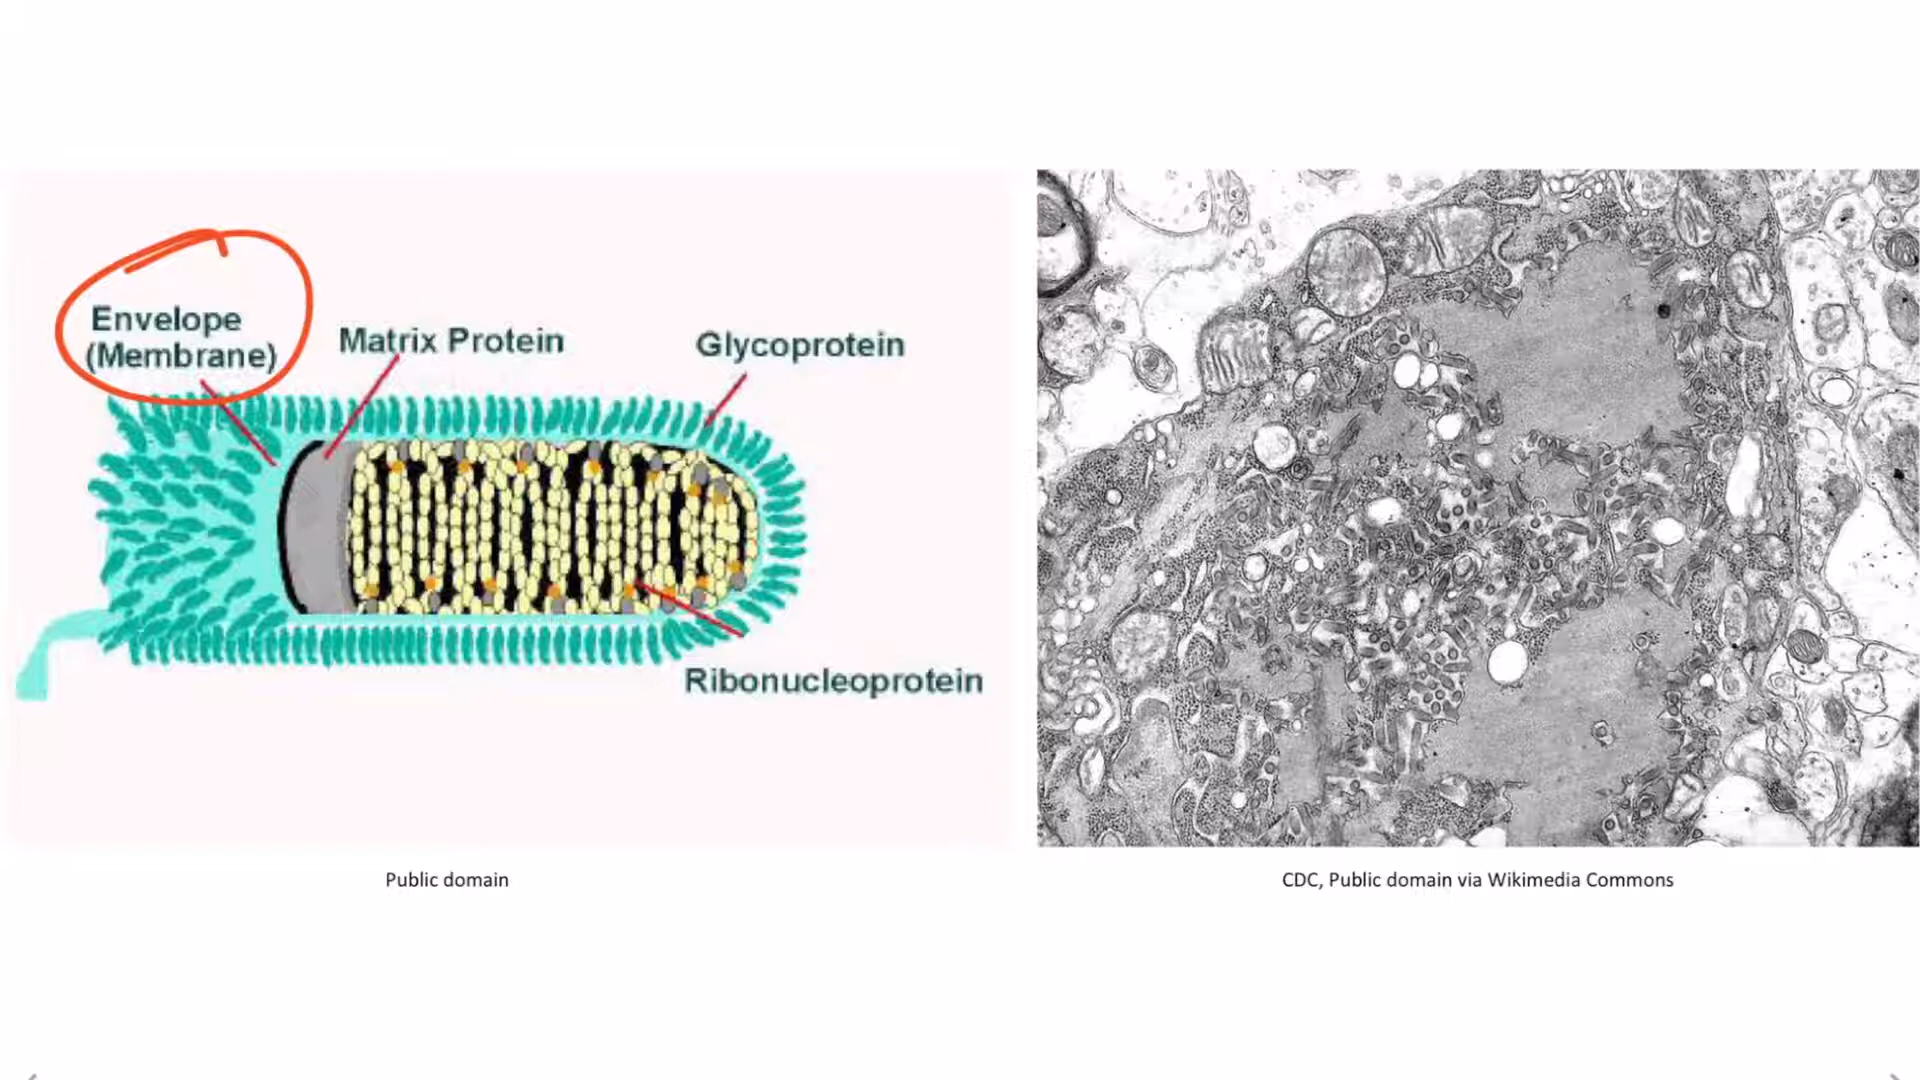 Envelope
(Membrane)
Matrix Protein
Glycoprotein
Ribonucleoprotein
Public domain
CDC, Public domain via Wikimedia Commons